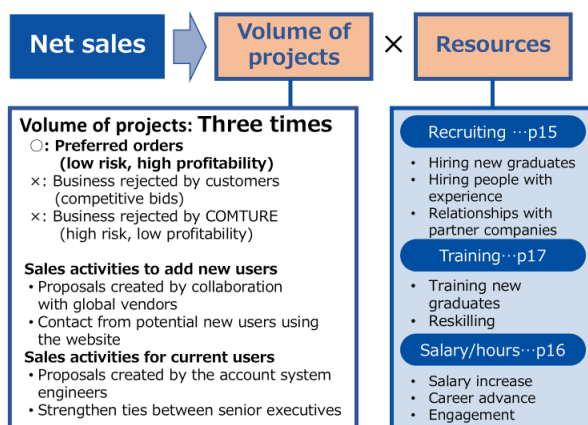 Net sales
Volume of
projects
×
Resources
Volume of projects: Three times
○: Preferred orders
(low risk, high profitability)
×: Business rejected by customers
(competitive bids)
×: Business rejected by COMTURE
(high risk, low profitability)
Sales activities to add new users
• Proposals created by collaboration
with global vendors
• Contact from potential new users using
the website
Sales activities for current users
• Proposals created by the account system
engineers
• Strengthen ties between senior executives
Recruiting …p15
• Hiring new graduates
• Hiring people with
experience
• Relationships with
partner companies
Training…p17
• Training new
graduates
• Reskilling
Salary/hours…p16
• Salary increase
• Career advance
• Engagement